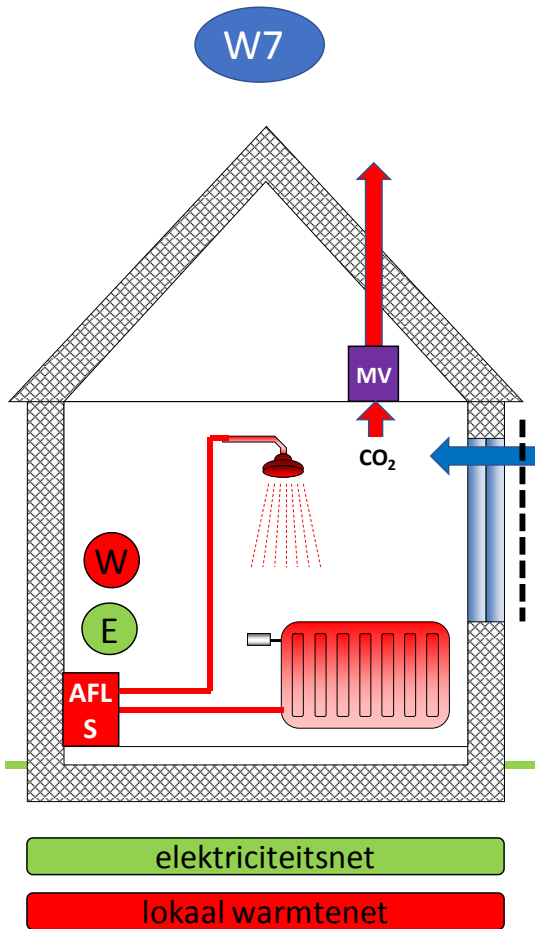 W7
MV
CO₂
W
E
AFL
S
elektriciteitsnet
lokaal warmtenet